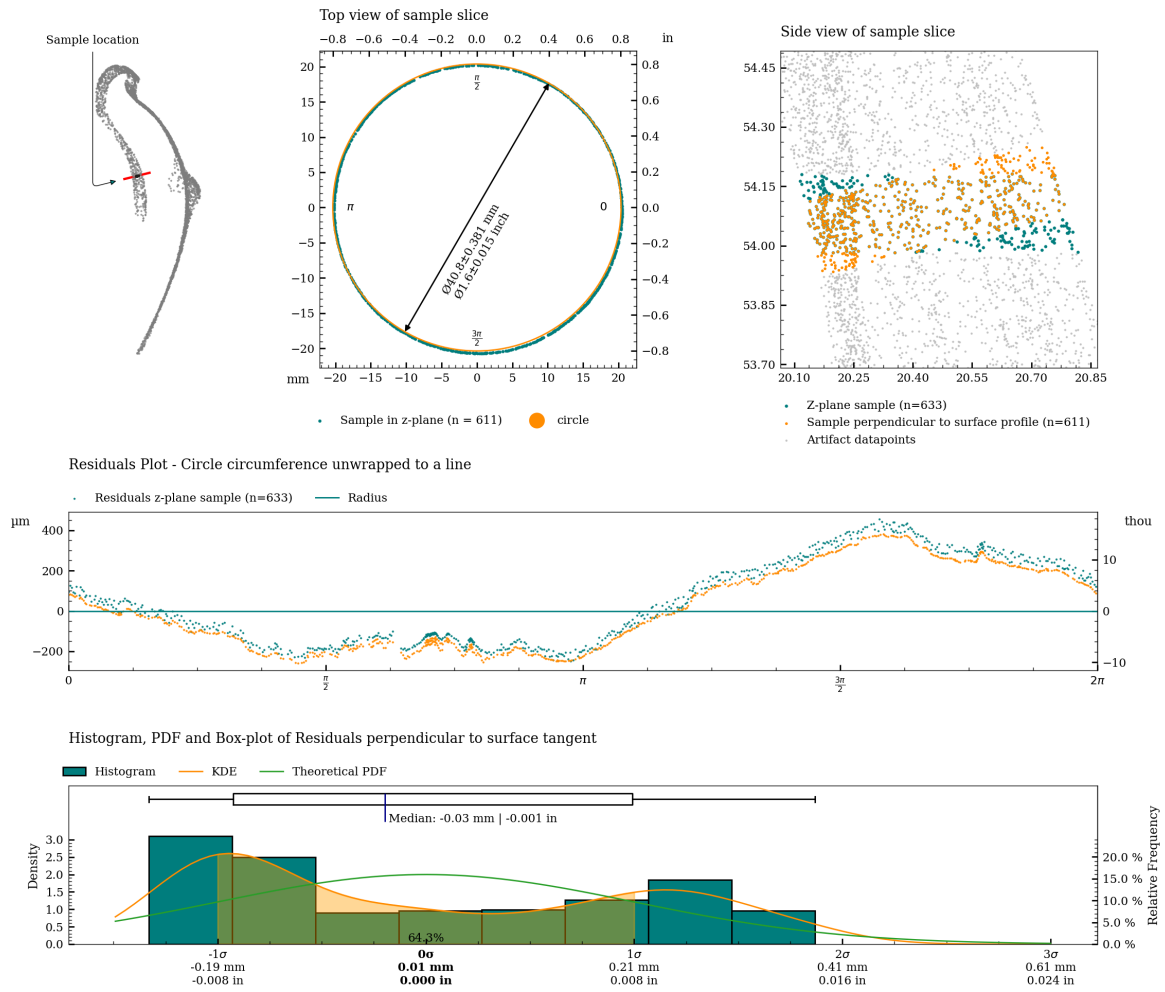 Sample location
Top view of sample slice
−0.8 −0.6 −0.4 −0.2 0.0 0.2 0.4 0.6 0.8 in
20
15
10
5
0
−5
−10
−15
−20
0.8
0.6
0.4
0.2
0.0
−0.2
−0.4
−0.6
−0.8
π/2
π
0
3π/2
Ø40.8±0.381 mm
Ø1.6±0.015 inch
mm −20 −15 −10 −5 0 5 10 15 20
Sample in z-plane (n = 611) circle
Side view of sample slice
54.45
54.30
54.15
54.00
53.85
53.70
20.10 20.25 20.40 20.55 20.70 20.85
Z-plane sample (n=633)
Sample perpendicular to surface profile (n=611)
Artifact datapoints
Residuals Plot - Circle circumference unwrapped to a line
Residuals z-plane sample (n=633) Radius
µm
400
200
0
−200
thou
10
0
−10
0 π/2 π 3π/2 2π
Histogram, PDF and Box-plot of Residuals perpendicular to surface tangent
Histogram KDE Theoretical PDF
Median: -0.03 mm | -0.001 in
Density
3.0
2.5
2.0
1.5
1.0
0.5
0.0
Relative Frequency
20.0 %
15.0 %
10.0 %
5.0 %
0.0 %
64.3%
-1σ 0σ 1σ 2σ 3σ
-0.19 mm 0.01 mm 0.21 mm 0.41 mm 0.61 mm
-0.008 in 0.000 in 0.008 in 0.016 in 0.024 in